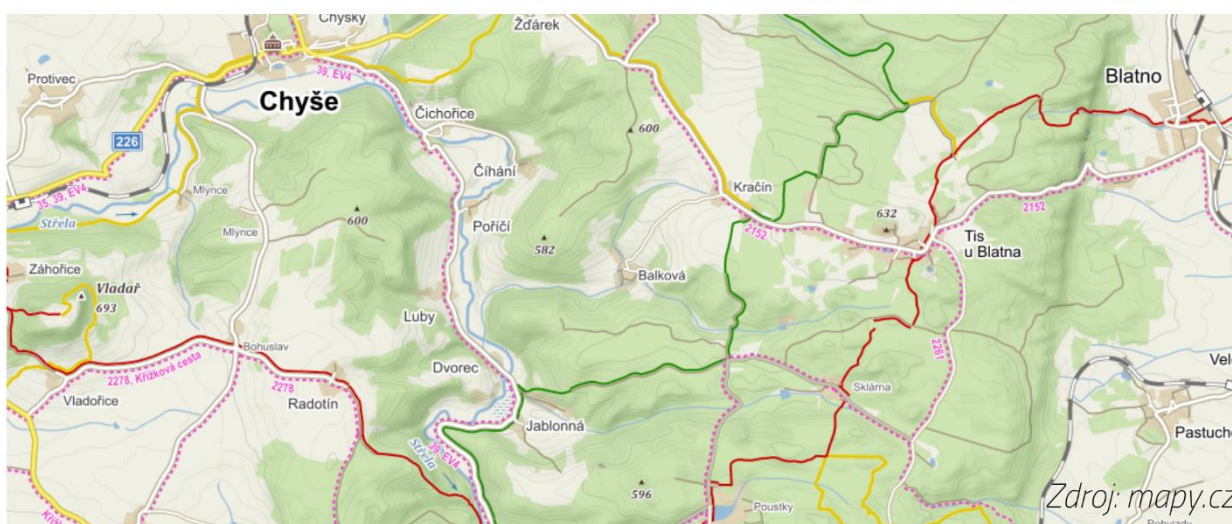 Chyšky
Žďárek
Protivec
39, EV4
Blatno
Chyše
Čichořice
226
600
Číhání
Kračín
35, 39, EV4
Mlýnce
2152
Střela
600
Poříčí
632
2152
Mlýnce
582
Tis
u Blatna
Záhořice
Vladař
693
Balková
Luby
2261
Bohuslav
2278, Křížková cesta
2278
Dvorec
Sklárna
Vladořice
Radotín
Jablonná
Pastuch
39, EV4
Střela
596
Poustky
Zdroj: mapy.cz